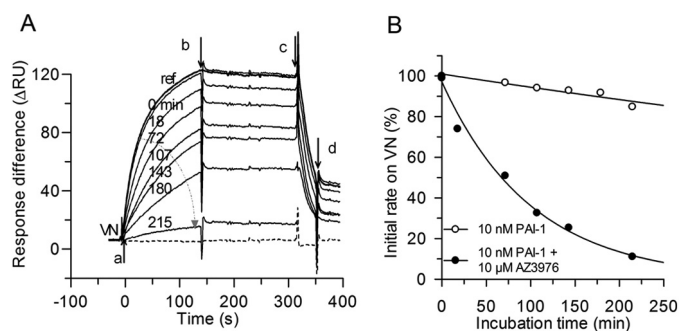 A
b
c
ref
0 min
18
72
107
143
180
215
d
VN
a
Response difference (ΔRU)
120
80
40
0
-100
0
100
200
300
400
Time (s)
B
Initial rate on VN (%)
100
80
60
40
20
0
10 nM PAI-1
10 nM PAI-1 +
10 µM AZ3976
0
50
100
150
200
250
Incubation time (min)